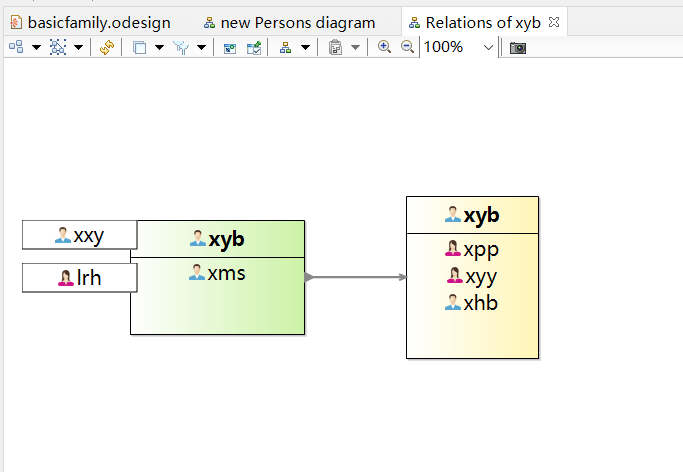 basicfamily.odesign
new Persons diagram
Relations of xyb
100%
xxy
lrh
xyb
xms
xyb
xpp
xyy
xhb